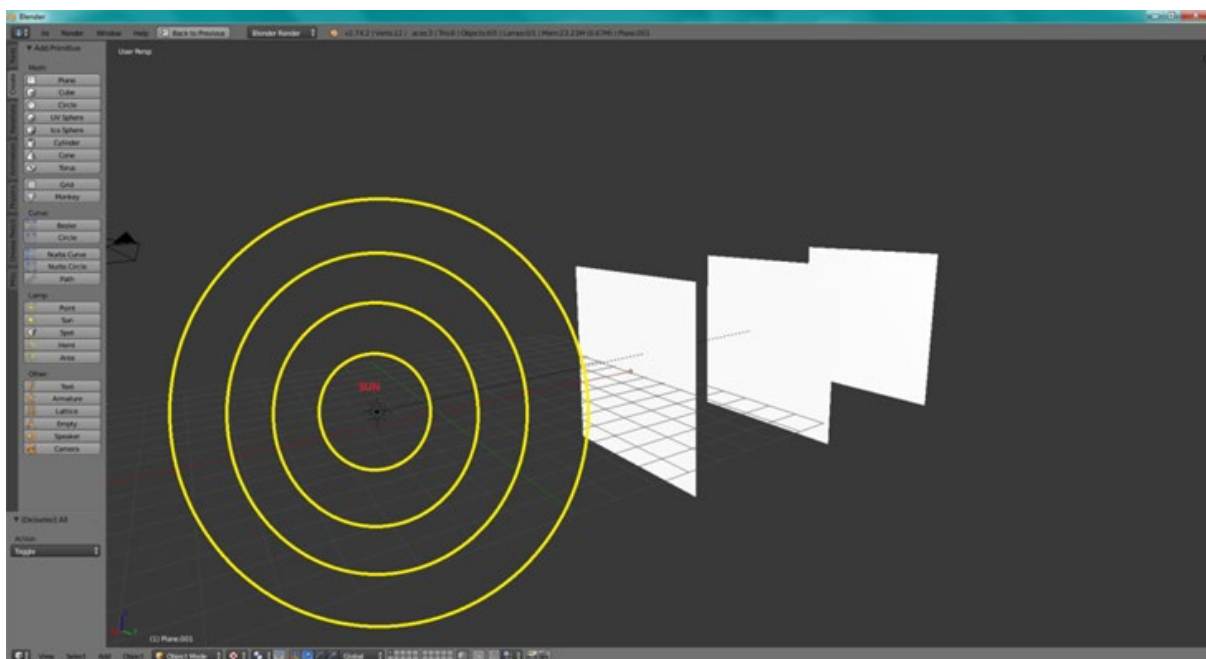 Blender
Render Window Help Back to Previous Blender Render
User Persp
Add Primitive
Mesh:
Plane
Cube
Circle
UV Sphere
Ico Sphere
Cylinder
Cone
Torus
Grid
Monkey
Curve:
Bezier
Circle
Nurbs Curve
Nurbs Circle
Path
Lamp:
Point
Sun
Spot
Hemi
Area
Other:
Text
Armature
Lattice
Empty
Speaker
Camera
SUN
(De)select All
Action
Toggle
(1) Plane.001
View Select Add Object Object Mode Global